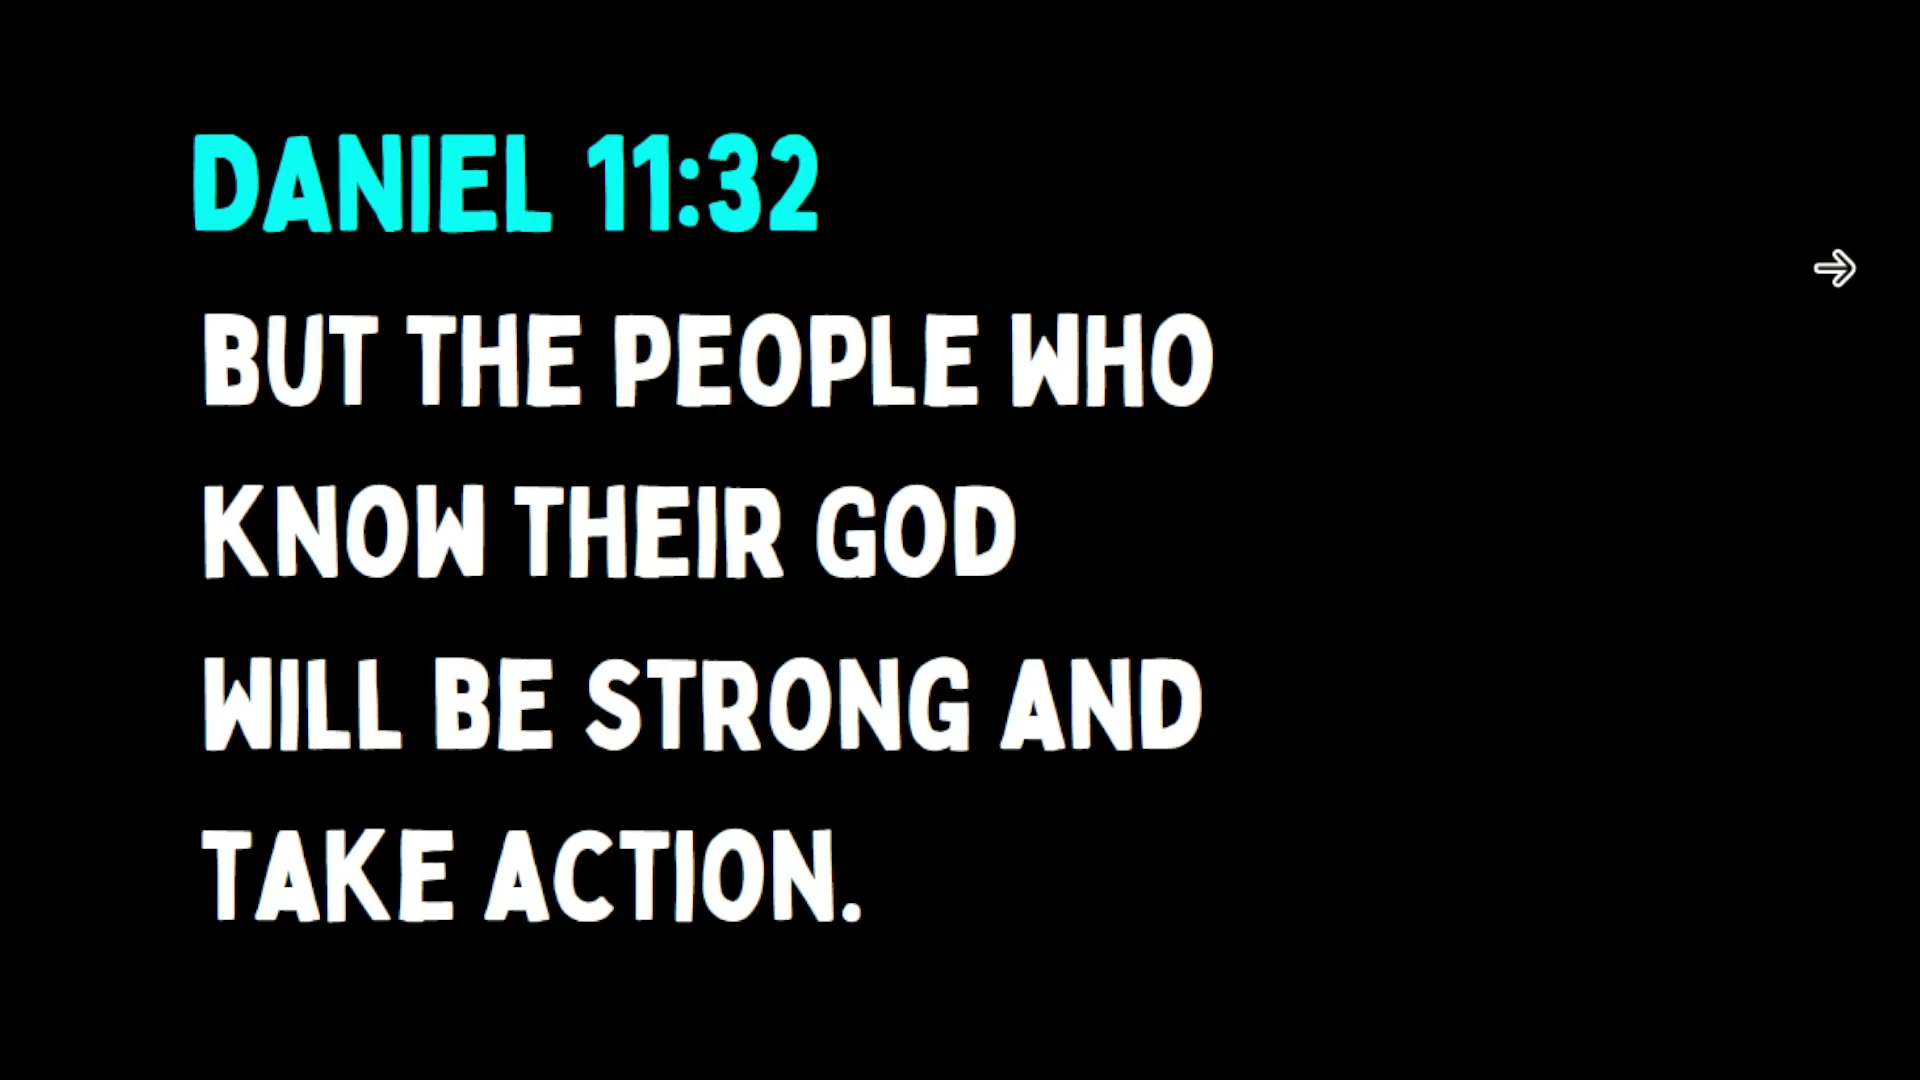 DANIEL 11:32
BUT THE PEOPLE WHO
KNOW THEIR GOD
WILL BE STRONG AND
TAKE ACTION.